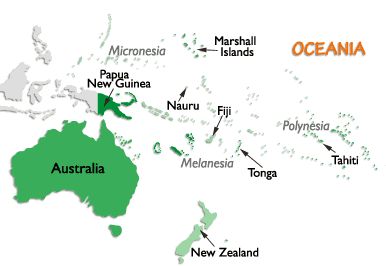 Marshall
Islands
OCEANIA
Micronesia
Papua
New Guinea
Nauru
Fiji
Polynesia
Australia
Melanesia
Tahiti
Tonga
New Zealand